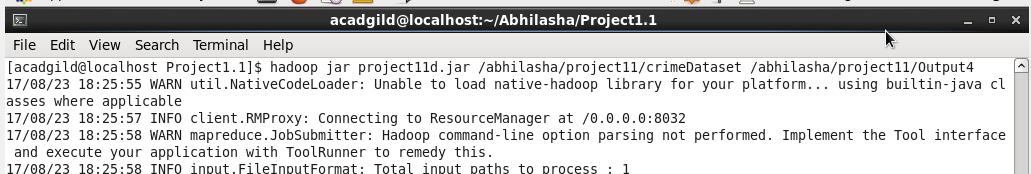 acadgild@localhost:~/Abhilasha/Project1.1
File Edit View Search Terminal Help
[acadgild@localhost Project1.1]$ hadoop jar project11d.jar /abhilasha/project11/crimeDataset /abhilasha/project11/Output4
17/08/23 18:25:55 WARN util.NativeCodeLoader: Unable to load native-hadoop library for your platform... using builtin-java cl
asses where applicable
17/08/23 18:25:57 INFO client.RMProxy: Connecting to ResourceManager at /0.0.0.0:8032
17/08/23 18:25:58 WARN mapreduce.JobSubmitter: Hadoop command-line option parsing not performed. Implement the Tool interface
 and execute your application with ToolRunner to remedy this.
17/08/23 18:25:58 INFO input.FileInputFormat: Total input paths to process : 1